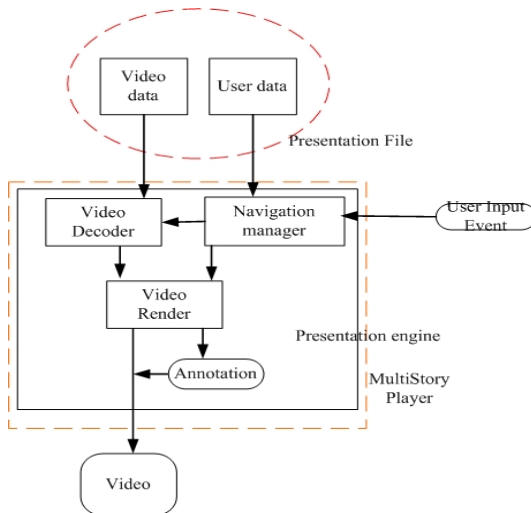 Video
data
User data
Presentation File
Video
Decoder
Navigation
manager
User Input
Event
Video
Render
Presentation engine
Annotation
MultiStory
Player
Video